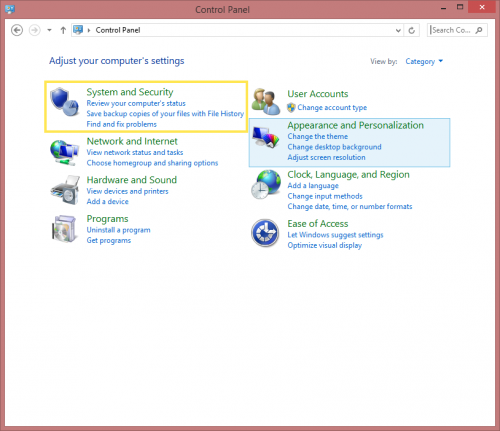 Control Panel
Control Panel
Search Co...
Adjust your computer's settings
View by: Category
System and Security
Review your computer's status
Save backup copies of your files with File History
Find and fix problems
Network and Internet
View network status and tasks
Choose homegroup and sharing options
Hardware and Sound
View devices and printers
Add a device
Programs
Uninstall a program
Get programs
User Accounts
Change account type
Appearance and Personalization
Change the theme
Change desktop background
Adjust screen resolution
Clock, Language, and Region
Add a language
Change input methods
Change date, time, or number formats
Ease of Access
Let Windows suggest settings
Optimize visual display